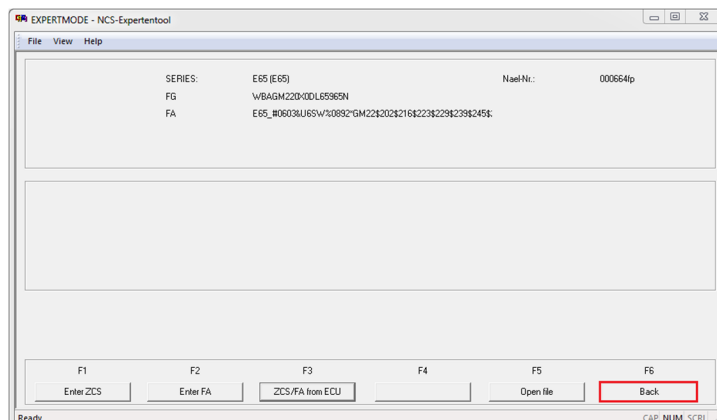 EXPERTMODE - NCS-Expertentool
File View Help
SERIES: E65 (E65) Nael-Nr.: 000664fp
FG WBAGM220X0DL65965N
FA E65_#0603&U6SW%0892*GM22$202$216$223$229$239$245$:
F1 F2 F3 F4 F5 F6
Enter ZCS Enter FA ZCS/FA from ECU Open file Back
Ready CAP NUM SCRL